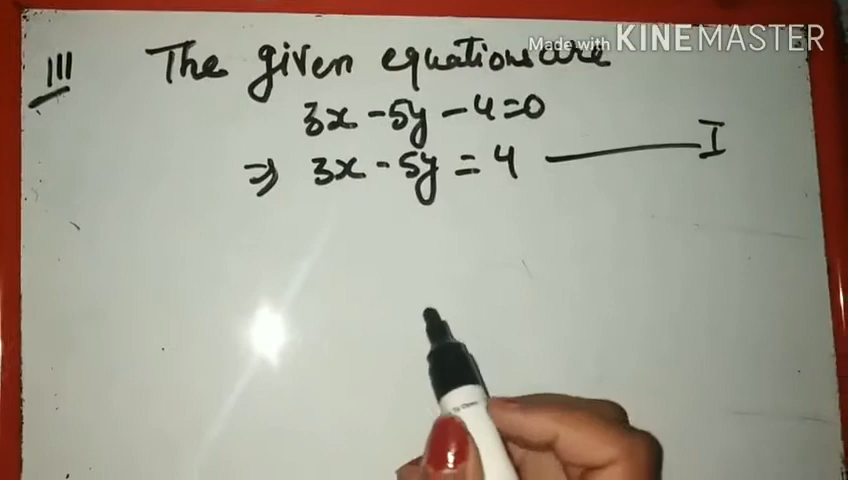 Made with KINEMASTER
III The given equations are
3x - 5y - 4 = 0
⇒ 3x - 5y = 4 ——— I